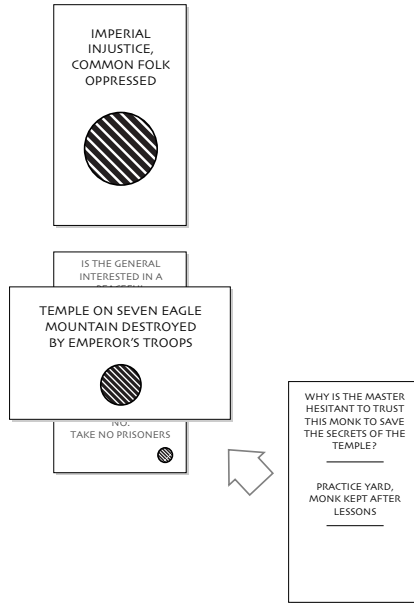 IMPERIAL
INJUSTICE,
COMMON FOLK
OPPRESSED
IS THE GENERAL
INTERESTED IN A
TEMPLE ON SEVEN EAGLE
MOUNTAIN DESTROYED
BY EMPEROR'S TROOPS
NO.
TAKE NO PRISONERS
WHY IS THE MASTER
HESITANT TO TRUST
THIS MONK TO SAVE
THE SECRETS OF THE
TEMPLE?
PRACTICE YARD,
MONK KEPT AFTER
LESSONS